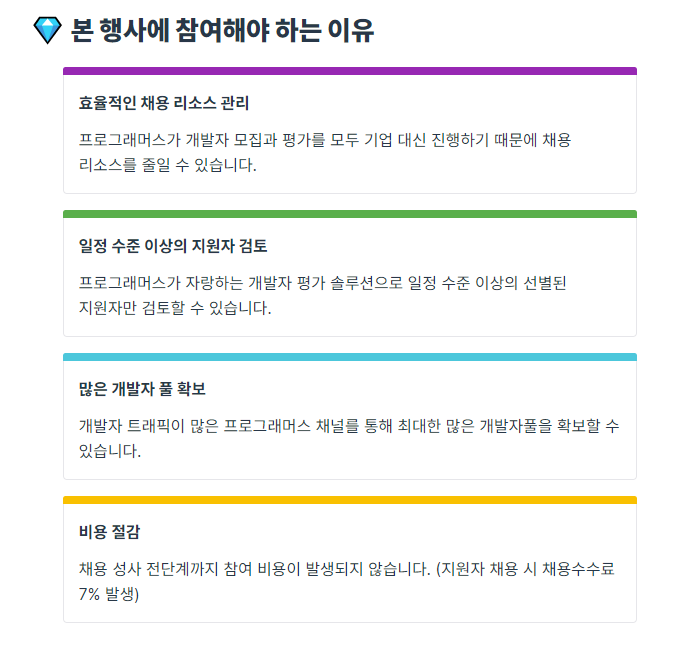 본 행사에 참여해야 하는 이유
효율적인 채용 리소스 관리
프로그래머스가 개발자 모집과 평가를 모두 기업 대신 진행하기 때문에 채용
리소스를 줄일 수 있습니다.
일정 수준 이상의 지원자 검토
프로그래머스가 자랑하는 개발자 평가 솔루션으로 일정 수준 이상의 선별된
지원자만 검토할 수 있습니다.
많은 개발자 풀 확보
개발자 트래픽이 많은 프로그래머스 채널를 통해 최대한 많은 개발자풀을 확보할 수
있습니다.
비용 절감
채용 성사 전단계까지 참여 비용이 발생되지 않습니다. (지원자 채용 시 채용수수료
7% 발생)